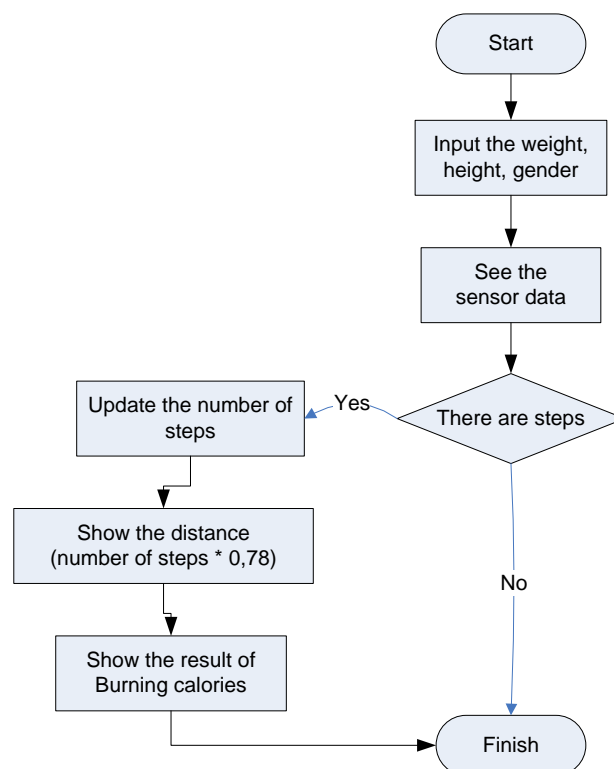 Start
Input the weight,
height, gender
See the
sensor data
There are steps
Yes
Update the number of
steps
Show the distance
(number of steps * 0,78)
Show the result of
Burning calories
No
Finish